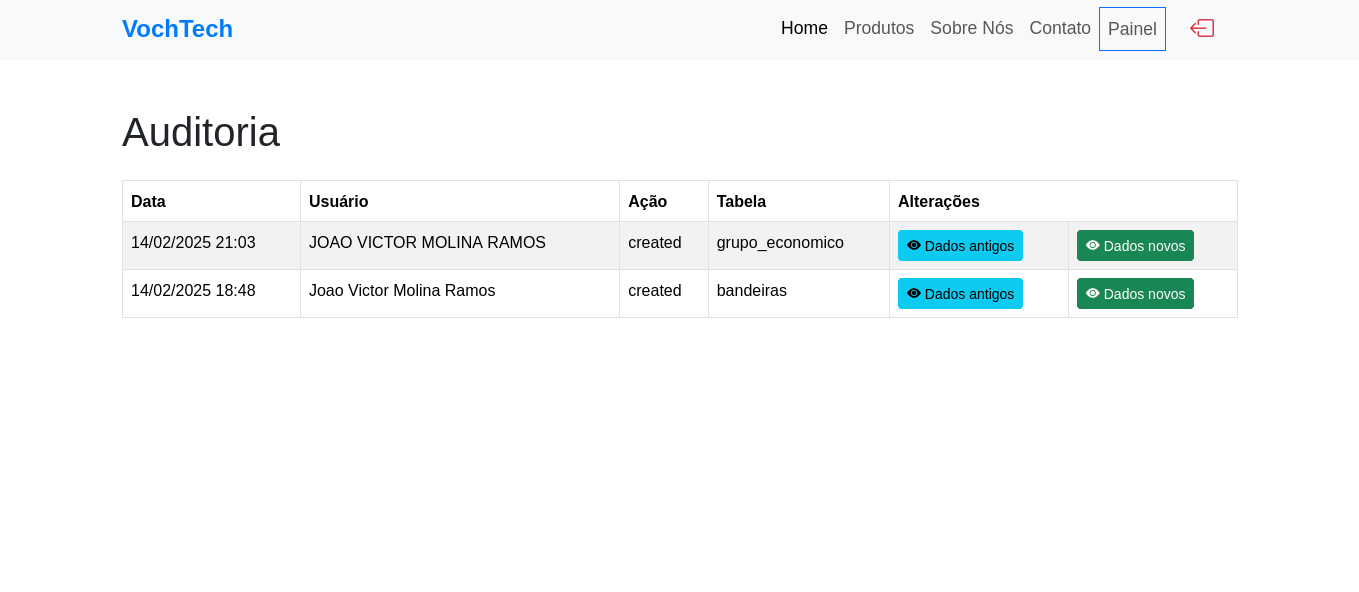 VochTech Home Produtos Sobre Nós Contato Painel
Auditoria
Data Usuário Ação Tabela Alterações
14/02/2025 21:03 JOAO VICTOR MOLINA RAMOS created grupo_economico Dados antigos Dados novos
14/02/2025 18:48 Joao Victor Molina Ramos created bandeiras Dados antigos Dados novos